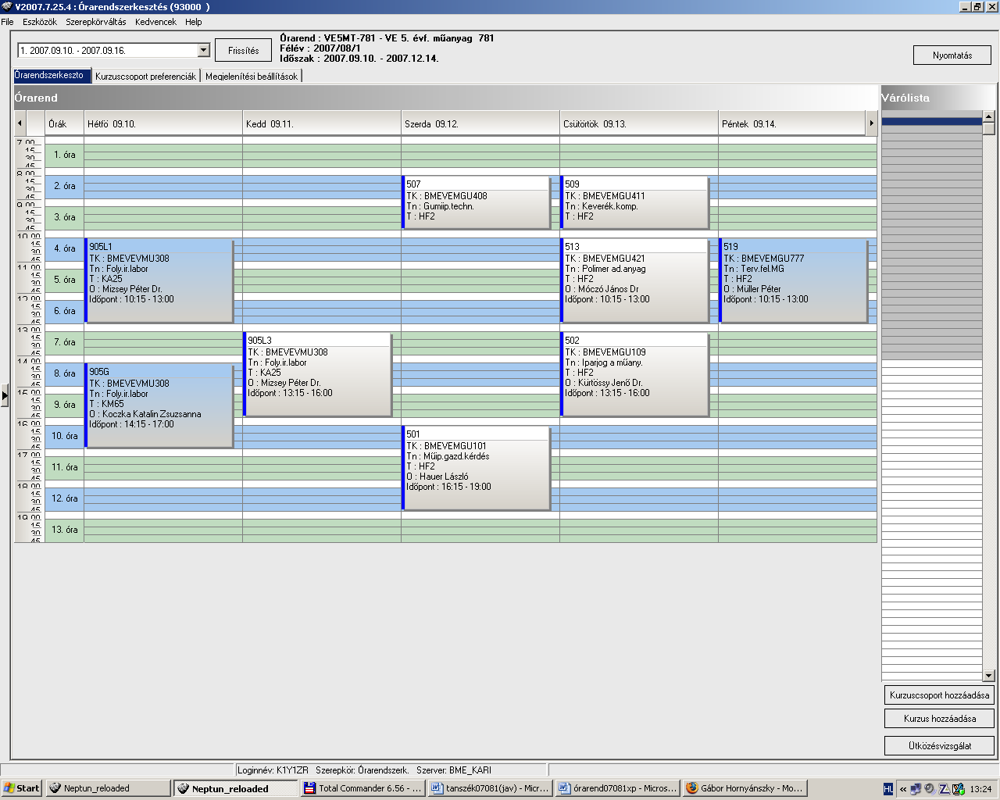 V2007.7.25.4 : Órarendszerkesztés (93000 )
File Eszközök Szerepkörváltás Kedvencek Help
1. 2007.09.10. - 2007.09.16.
Frissítés
Órarend : VE5MT-781 - VE 5. évf. műanyag 781
Félév : 2007/08/1
Időszak : 2007.09.10. - 2007.12.14.
Nyomtatás
Órarendszerkeszto Kurzuscsoport preferenciák Megjelenítési beállítások
Órarend
Várólista
Órák Hétfő 09.10. Kedd 09.11. Szerda 09.12. Csütörtök 09.13. Péntek 09.14.
7 00
15
30
45
1. óra
8 00
15
30
45
2. óra
9 00
15
30
45
3. óra
10 00
15
30
45
4. óra
11 00
15
30
45
5. óra
12 00
15
30
45
6. óra
13 00
15
30
45
7. óra
14 00
15
30
45
8. óra
15 00
15
30
45
9. óra
16 00
15
30
45
10. óra
17 00
15
30
45
11. óra
18 00
15
30
45
12. óra
19 00
15
30
45
13. óra
905L1
TK : BMEVEVMU308
Tn : Foly.ir.labor
T : KA25
O : Mizsey Péter Dr.
Időpont : 10:15 - 13:00
905G
TK : BMEVEVMU308
Tn : Foly.ir.labor
T : KM65
O : Koczka Katalin Zsuzsanna
Időpont : 14:15 - 17:00
905L3
TK : BMEVEVMU308
Tn : Foly.ir.labor
T : KA25
O : Mizsey Péter Dr.
Időpont : 13:15 - 16:00
507
TK : BMEVEMGU408
Tn : Gumiip.techn.
T : HF2
501
TK : BMEVEMGU101
Tn : Műip.gazd.kérdés
T : HF2
O : Hauer László
Időpont : 16:15 - 19:00
509
TK : BMEVEMGU411
Tn : Keverék.komp.
T : HF2
513
TK : BMEVEMGU421
Tn : Polimer ad.anyag
T : HF2
O : Móczó János Dr
Időpont : 10:15 - 13:00
502
TK : BMEVEMGU109
Tn : Iparjog a műany.
T : HF2
O : Kürtössy Jenő Dr.
Időpont : 13:15 - 16:00
519
TK : BMEVEMGU777
Tn : Terv.fel.MG
T : HF2
O : Müller Péter
Időpont : 10:15 - 13:00
Kurzuscsoport hozzáadása
Kurzus hozzáadása
Ütközésvizsgálat
Loginnév: K1Y1ZR Szerepkör: Órarendszerk. Szerver: BME_KARI
Start Neptun_reloaded Neptun_reloaded Total Commander 6.56 - ... tanszék07081(jav) - Micr... órarend07081xp - Micros... Gábor Hornyánszky - Mo... HU « 13:24